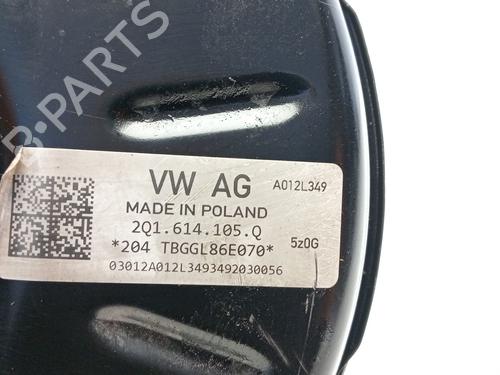 B-PARTS
VW AG A012L349
MADE IN POLAND
2Q1.614.105.Q
*204 TBGGL86E070* 5z0G
03012A012L3493492030056